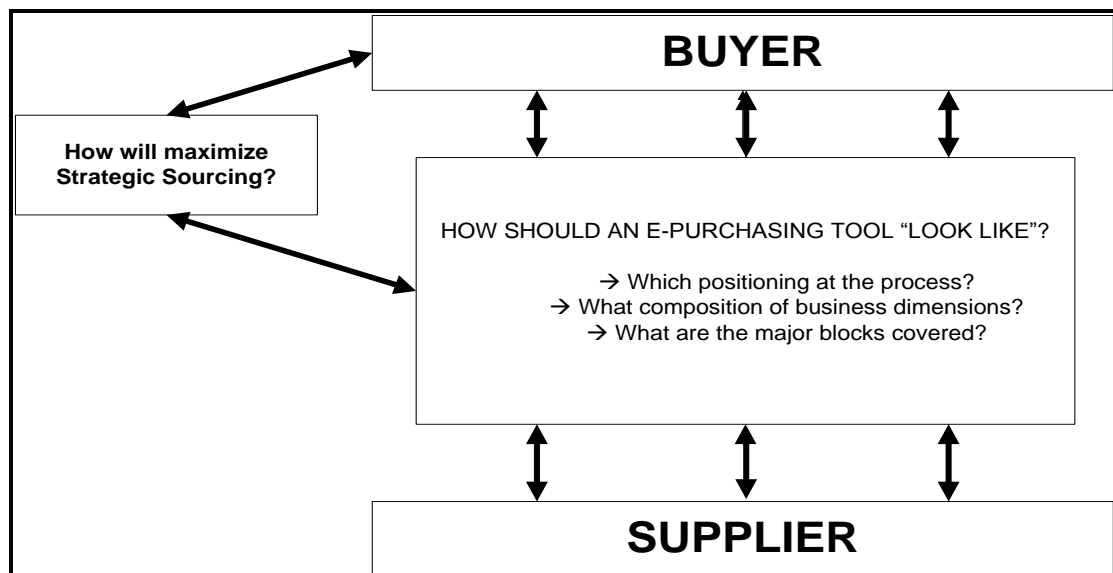 BUYER
How will maximize
Strategic Sourcing?
HOW SHOULD AN E-PURCHASING TOOL “LOOK LIKE”?
→ Which positioning at the process?
→ What composition of business dimensions?
→ What are the major blocks covered?
SUPPLIER